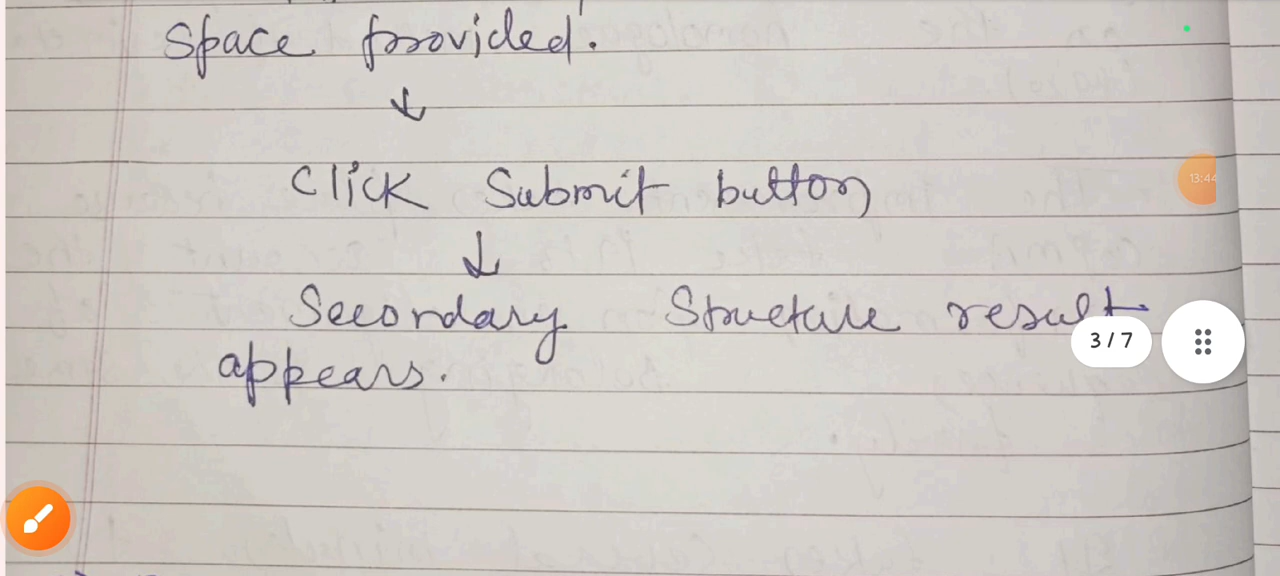 Space provided.
↓
Click Submit button
↓
Secondary Structure result
appears.
13:44
3/7